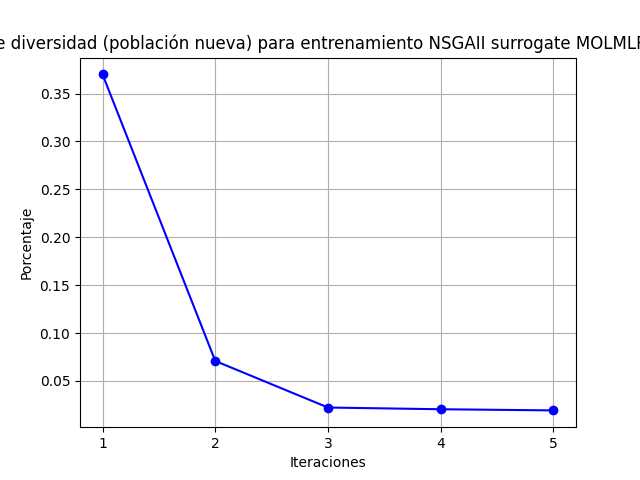 e diversidad (población nueva) para entrenamiento NSGAII surrogate MOLMLP
0.35
0.30
0.25
0.20
0.15
0.10
0.05
Porcentaje
1 2 3 4 5
Iteraciones